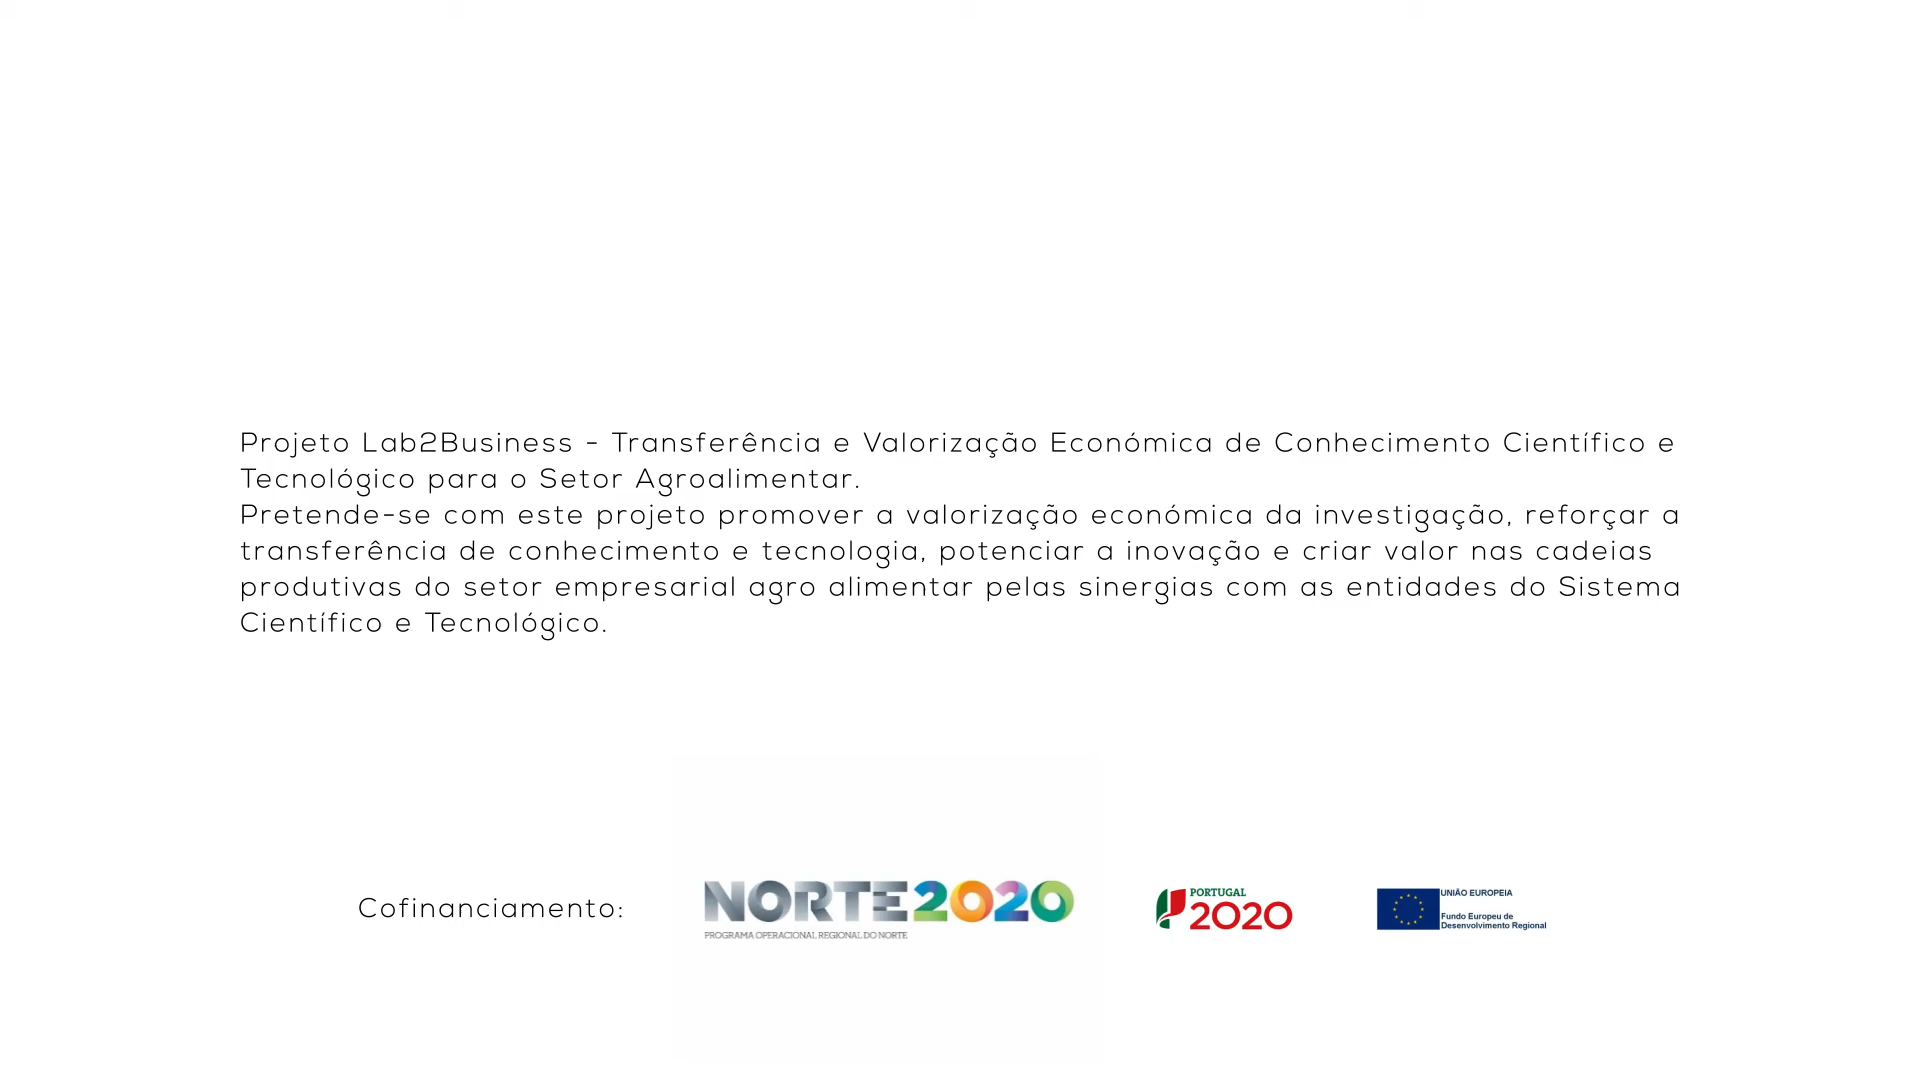 Projeto Lab2Business - Transferência e Valorização Económica de Conhecimento Científico e
Tecnológico para o Setor Agroalimentar.
Pretende-se com este projeto promover a valorização económica da investigação, reforçar a
transferência de conhecimento e tecnologia, potenciar a inovação e criar valor nas cadeias
produtivas do setor empresarial agro alimentar pelas sinergias com as entidades do Sistema
Científico e Tecnológico.
Cofinanciamento:
NORTE2020
PROGRAMA OPERACIONAL REGIONAL DO NORTE
PORTUGAL
2020
UNIÃO EUROPEIA
Fundo Europeu de
Desenvolvimento Regional